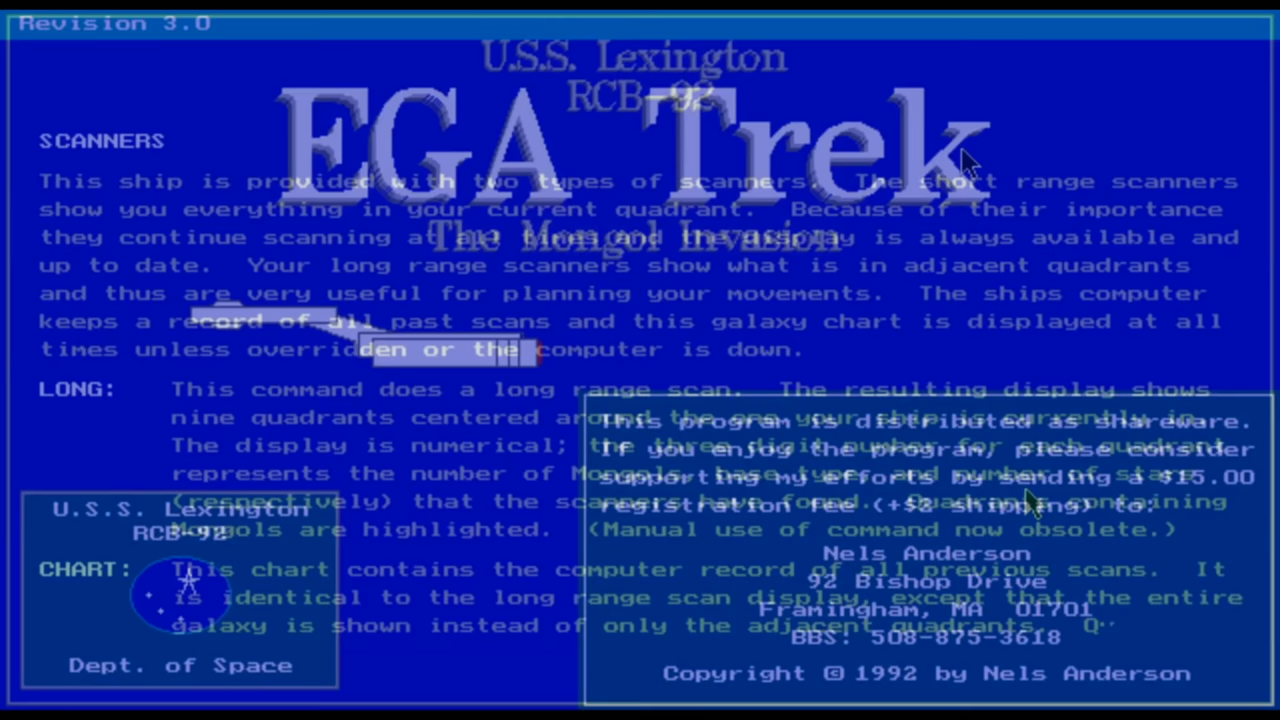 Revision 3.0
U.S.S. Lexington
RCB-92
EGA Trek
The Mongol Invasion
SCANNERS
This ship is provided with two types of scanners. The short range scanners
show you everything in your current quadrant. Because of their importance
they continue scanning at all times and the display is always available and
up to date. Your long range scanners show what is in adjacent quadrants
and thus are very useful for planning your movements. The ships computer
keeps a record of all past scans and this galaxy chart is displayed at all
times unless overridden or the computer is down.
LONG: This command does a long range scan. The resulting display shows
nine quadrants centered around the one your ship is currently in.
The display is numerical; the three digit number for each quadrant
represents the number of Mongols, base type, and number of stars
(respectively) that the scanners have found. Quadrants containing
Mongols are highlighted. (Manual use of command now obsolete.)
CHART: This chart contains the computer record of all previous scans. It
is identical to the long range scan display, except that the entire
galaxy is shown instead of only the adjacent quadrants.
This program is distributed as shareware.
If you enjoy the program, please consider
supporting my efforts by sending a $15.00
registration fee (+$2 shipping) to:
Nels Anderson
92 Bishop Drive
Framingham, MA 01701
BBS: 508-875-3618
Copyright © 1992 by Nels Anderson
U.S.S. Lexington
RCB-92
Dept. of Space